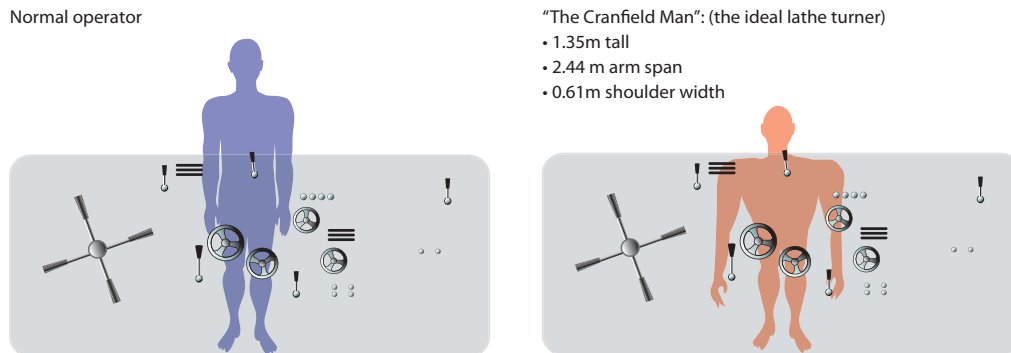 Normal operator
“The Cranfield Man”: (the ideal lathe turner)
• 1.35m tall
• 2.44 m arm span
• 0.61m shoulder width